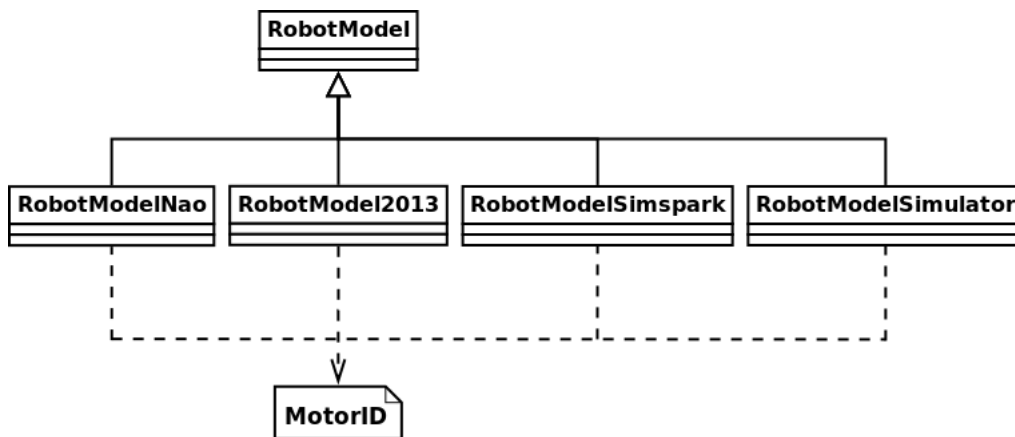 RobotModel
RobotModelNao
RobotModel2013
RobotModelSimspark
RobotModelSimulator
MotorID